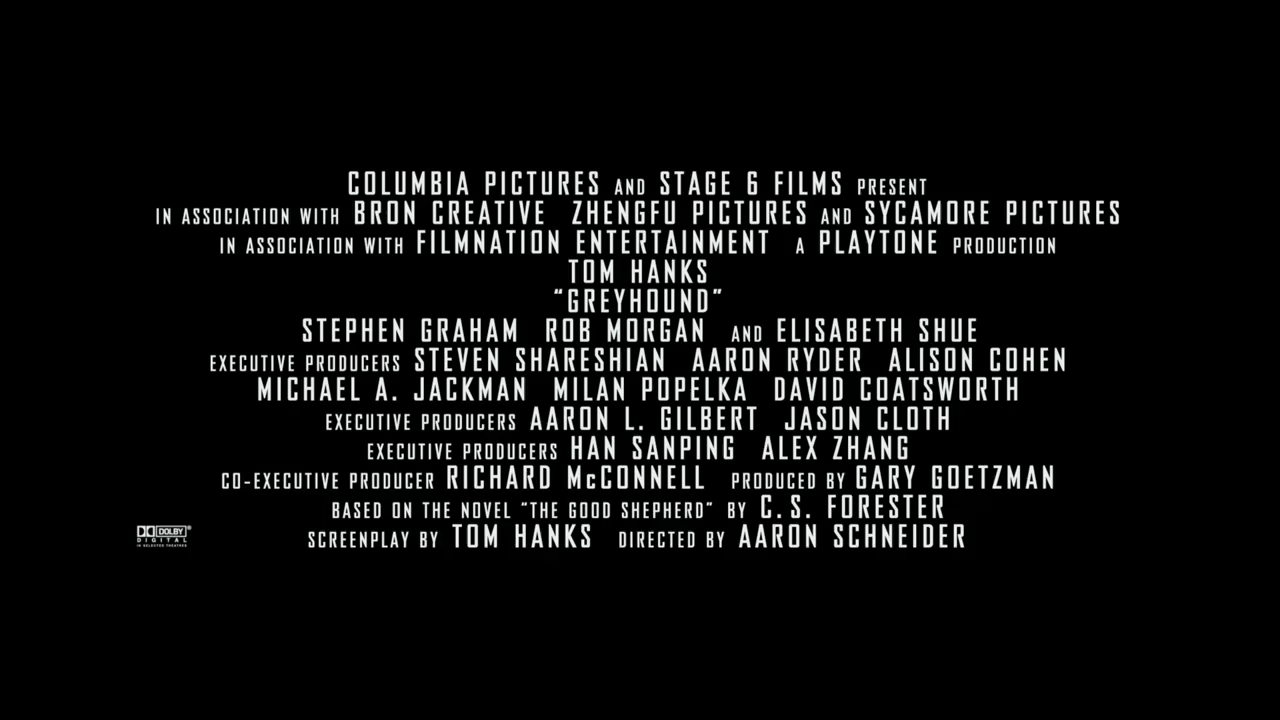 COLUMBIA PICTURES AND STAGE 6 FILMS PRESENT
IN ASSOCIATION WITH BRON CREATIVE ZHENGFU PICTURES AND SYCAMORE PICTURES
IN ASSOCIATION WITH FILMNATION ENTERTAINMENT A PLAYTONE PRODUCTION
TOM HANKS
“GREYHOUND”
STEPHEN GRAHAM ROB MORGAN AND ELISABETH SHUE
EXECUTIVE PRODUCERS STEVEN SHARESHIAN AARON RYDER ALISON COHEN
MICHAEL A. JACKMAN MILAN POPELKA DAVID COATSWORTH
EXECUTIVE PRODUCERS AARON L. GILBERT JASON CLOTH
EXECUTIVE PRODUCERS HAN SANPING ALEX ZHANG
CO-EXECUTIVE PRODUCER RICHARD McCONNELL PRODUCED BY GARY GOETZMAN
BASED ON THE NOVEL “THE GOOD SHEPHERD” BY C.S. FORESTER
SCREENPLAY BY TOM HANKS DIRECTED BY AARON SCHNEIDER
DOLBY®
DIGITAL
IN SELECTED THEATRES